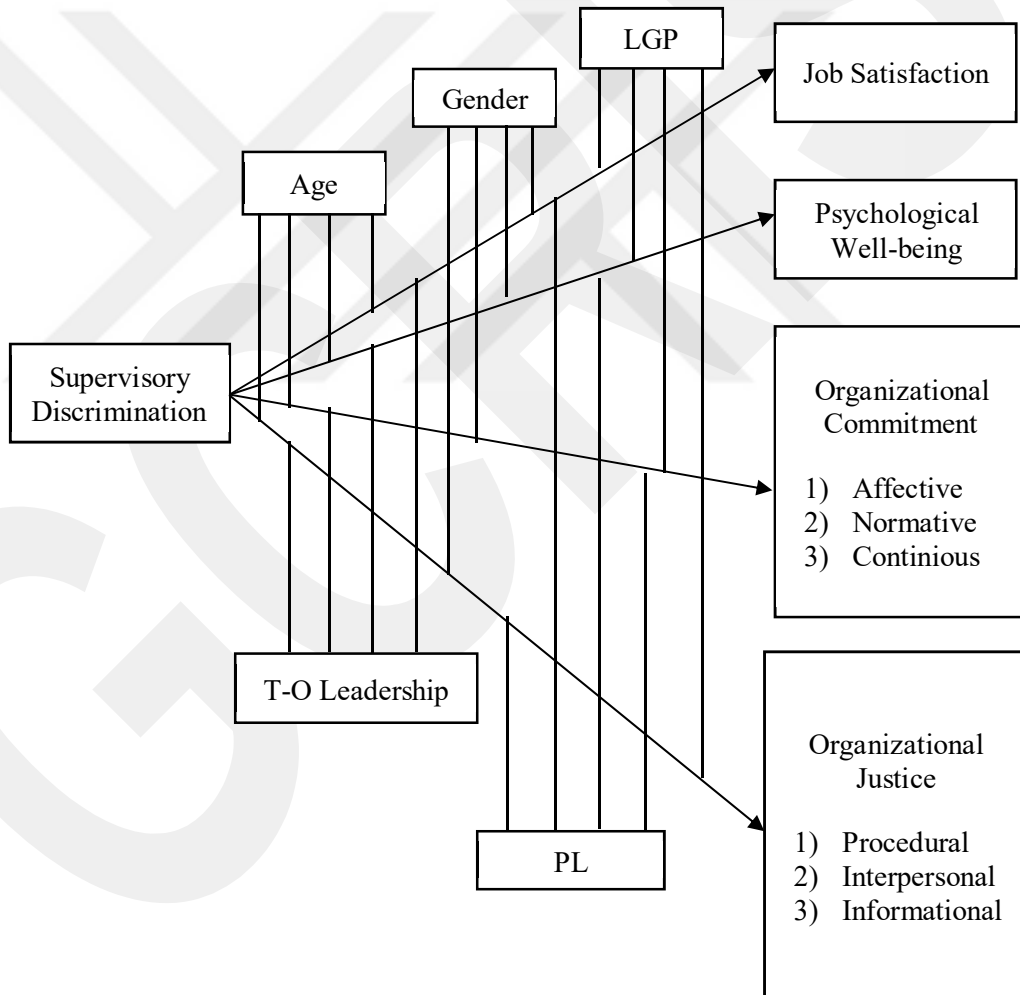 LGP
Job Satisfaction
Gender
Age
Psychological
Well-being
Supervisory
Discrimination
Organizational
Commitment
1) Affective
2) Normative
3) Continious
T-O Leadership
Organizational
Justice
1) Procedural
2) Interpersonal
3) Informational
PL